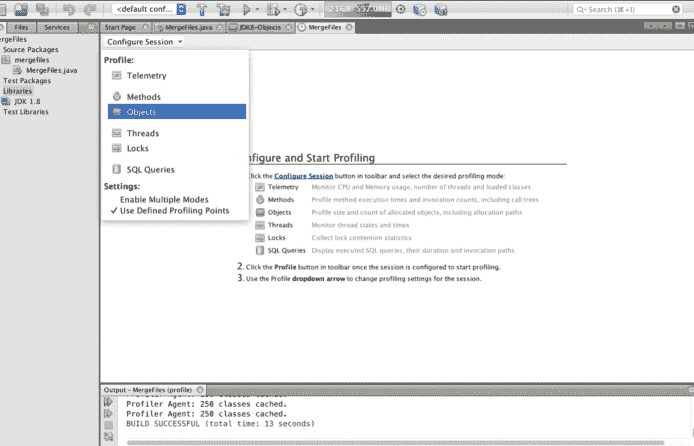 <default conf...
Search (⌘+I)
Files
Services
Start Page
MergeFiles.java
JDK8-Objects
MergeFiles
ergeFiles
Source Packages
mergefiles
MergeFiles.java
Test Packages
Libraries
JDK 1.8
Test Libraries
Configure Session
Profile:
Telemetry
Methods
Objects
Threads
Locks
SQL Queries
Settings:
Enable Multiple Modes
✓ Use Defined Profiling Points
nfigure and Start Profiling
Click the Configure Session button in toolbar and select the desired profiling mode:
Telemetry Monitor CPU and Memory usage, number of threads and loaded classes
Methods Profile method execution times and invocation counts, including call trees
Objects Profile size and count of allocated objects, including allocation paths
Threads Monitor thread states and times
Locks Collect lock contention statistics
SQL Queries Display executed SQL queries, their duration and invocation paths
2. Click the Profile button in toolbar once the session is configured to start profiling.
3. Use the Profile dropdown arrow to change profiling settings for the session.
Output - MergeFiles (profile)
Profiler Agent: 250 classes cached.
Profiler Agent: 250 classes cached.
BUILD SUCCESSFUL (total time: 13 seconds)